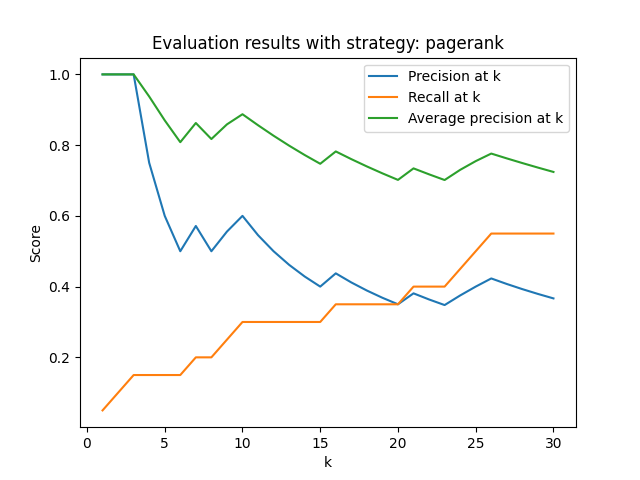 Evaluation results with strategy: pagerank
Precision at k
Recall at k
Average precision at k
Score
1.0
0.8
0.6
0.4
0.2
0 5 10 15 20 25 30
k